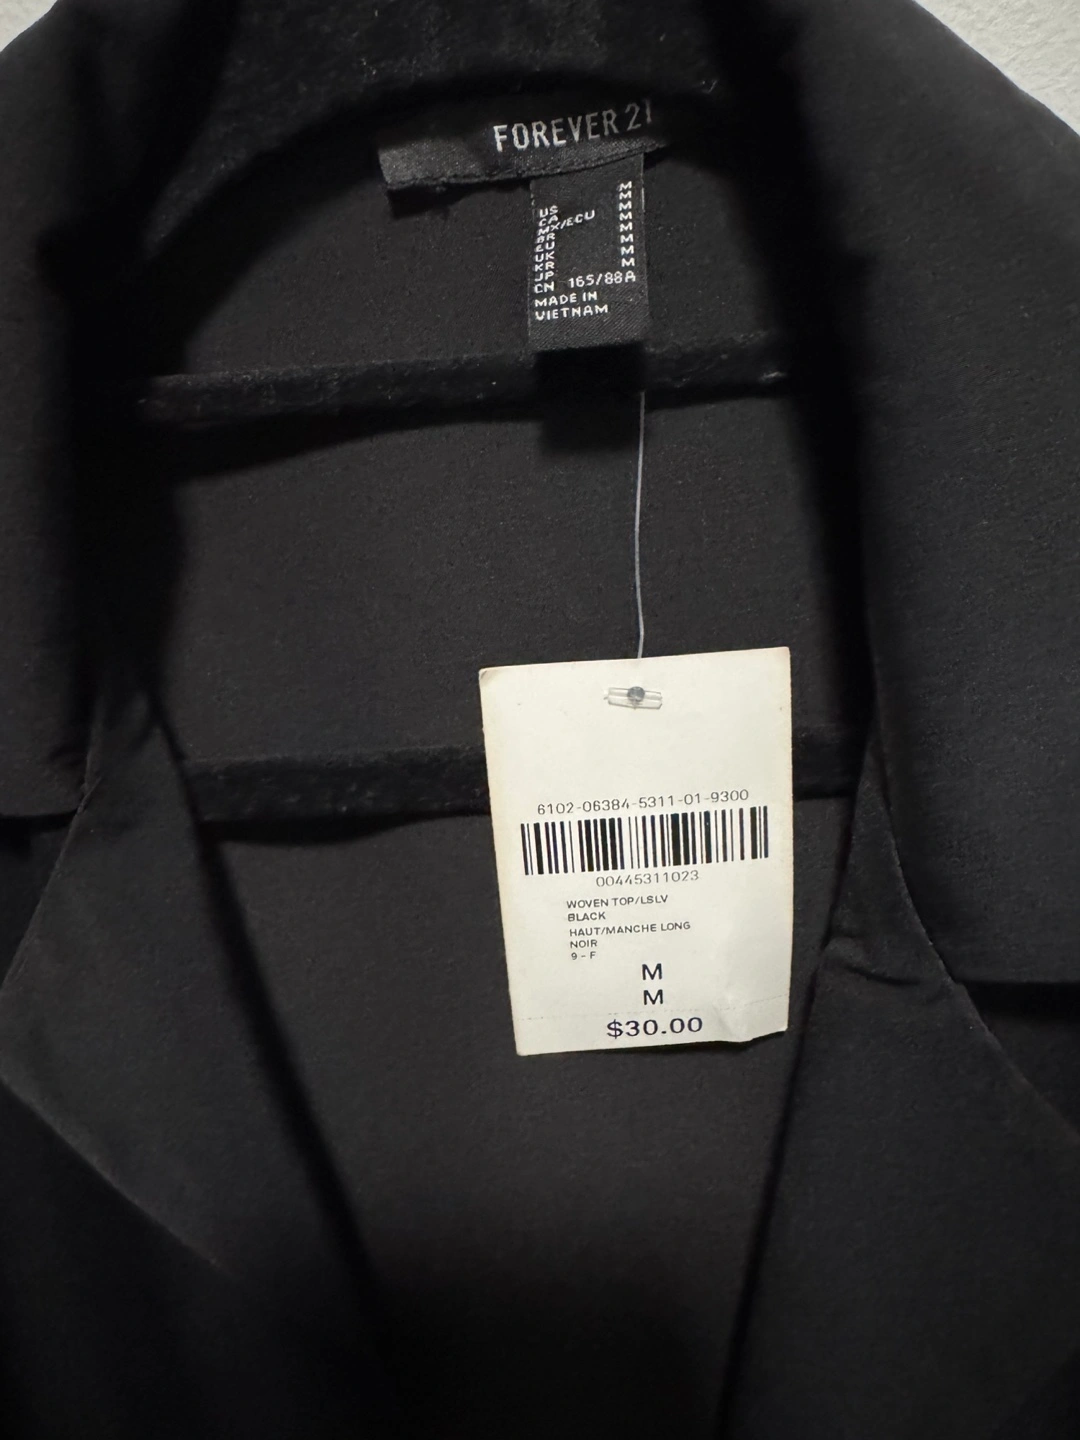 FOREVER 21
US M
CA M
MX/ECU M
BR M
EU M
UK M
KR M
JP M
CN 165/88A
MADE IN
VIETNAM
6102-06384-5311-01-9300
00445311023
WOVEN TOP/LSLV
BLACK
HAUT/MANCHE LONG
NOIR
9 - F
M
M
$30.00